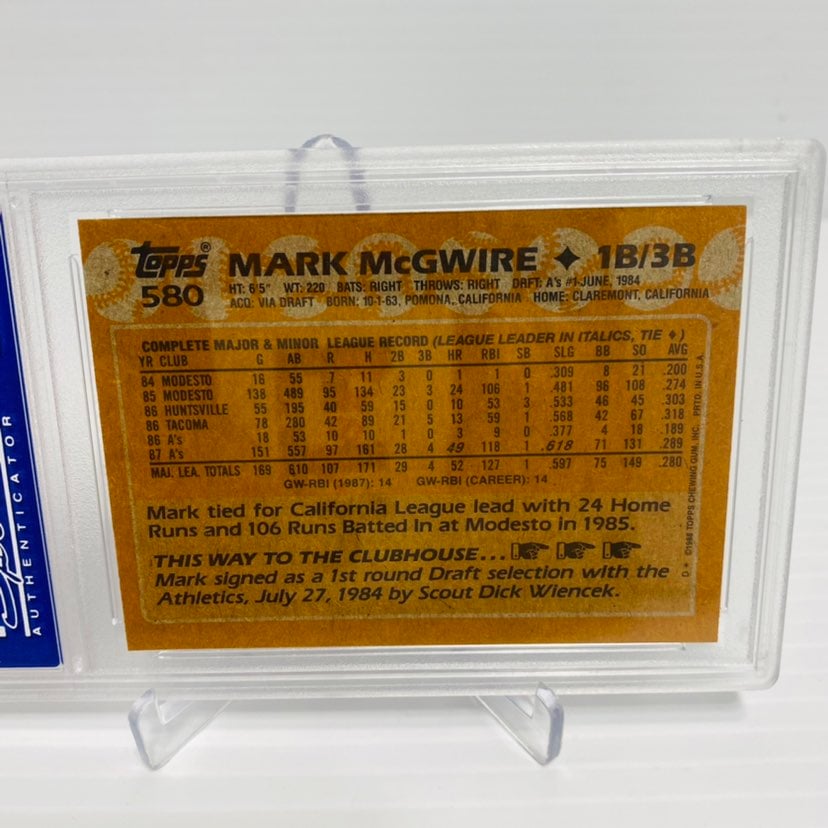 AUTHENTICATOR
Topps® MARK McGWIRE 1B/3B
580 HT: 6'5" WT: 220 BATS: RIGHT THROWS: RIGHT DRFT: A's #1-JUNE, 1984
ACQ: VIA DRAFT BORN: 10-1-63, POMONA, CALIFORNIA HOME: CLAREMONT, CALIFORNIA
COMPLETE MAJOR & MINOR LEAGUE RECORD (LEAGUE LEADER IN ITALICS, TIE ♦)
YR CLUB G AB R H 2B 3B HR RBI SB SLG BB SO AVG
84 MODESTO 16 55 7 11 3 0 1 1 0 .309 8 21 .200
85 MODESTO 138 489 95 134 23 3 24 106 1 .481 96 108 .274
86 HUNTSVILLE 55 195 40 59 15 0 10 53 3 .533 46 45 .303
86 TACOMA 78 280 42 89 21 5 13 59 1 .568 42 67 .318
86 A's 18 53 10 10 1 0 3 9 0 .377 4 18 .189
87 A's 151 557 97 161 28 4 49 118 1 .618 71 131 .289
MAJ. LEA. TOTALS 169 610 107 171 29 4 52 127 1 .597 75 149 .280
GW-RBI (1987): 14 GW-RBI (CAREER): 14
Mark tied for California League lead with 24 Home
Runs and 106 Runs Batted In at Modesto in 1985.
THIS WAY TO THE CLUBHOUSE...
Mark signed as a 1st round Draft selection with the
Athletics, July 27, 1984 by Scout Dick Wiencek.
D* ©1988 TOPPS CHEWING GUM, INC. PRTD. IN U.S.A.